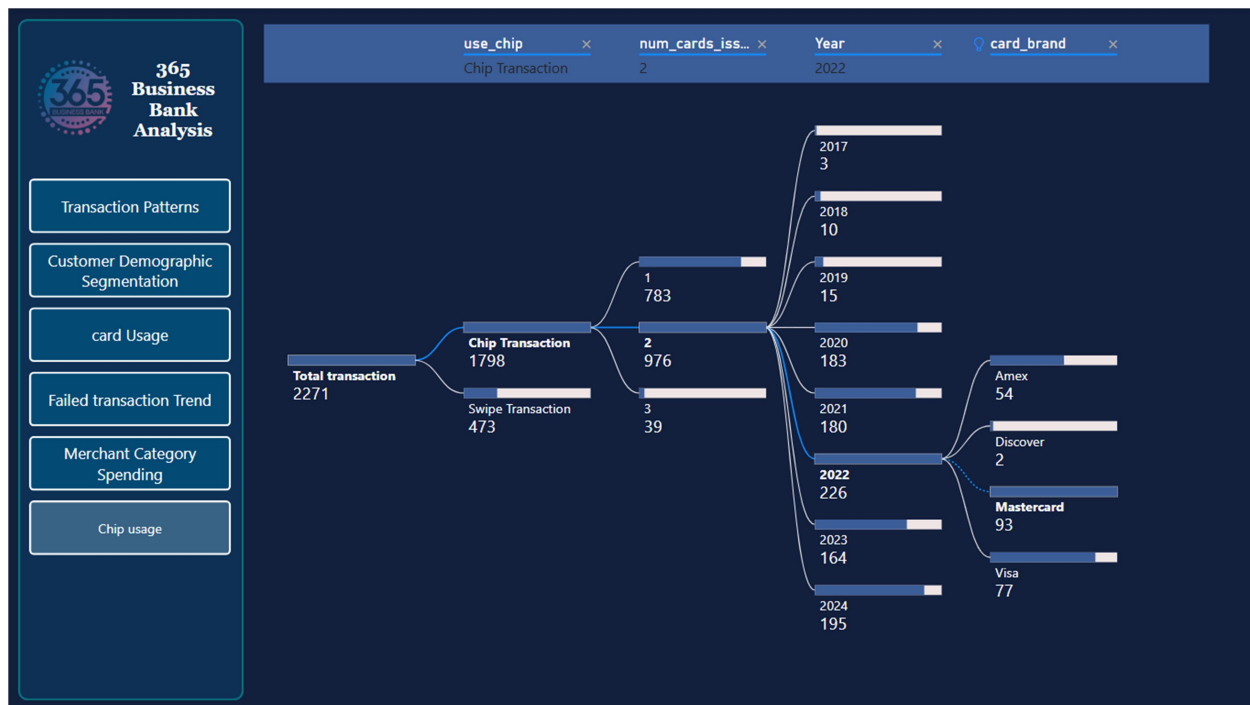 365
BUSINESS BANK
365
Business
Bank
Analysis
Transaction Patterns
Customer Demographic
Segmentation
card Usage
Failed transaction Trend
Merchant Category
Spending
Chip usage
use_chip
Chip Transaction
num_cards_iss...
2
Year
2022
card_brand
Total transaction
2271
Chip Transaction
1798
Swipe Transaction
473
1
783
2
976
3
39
2017
3
2018
10
2019
15
2020
183
2021
180
2022
226
2023
164
2024
195
Amex
54
Discover
2
Mastercard
93
Visa
77